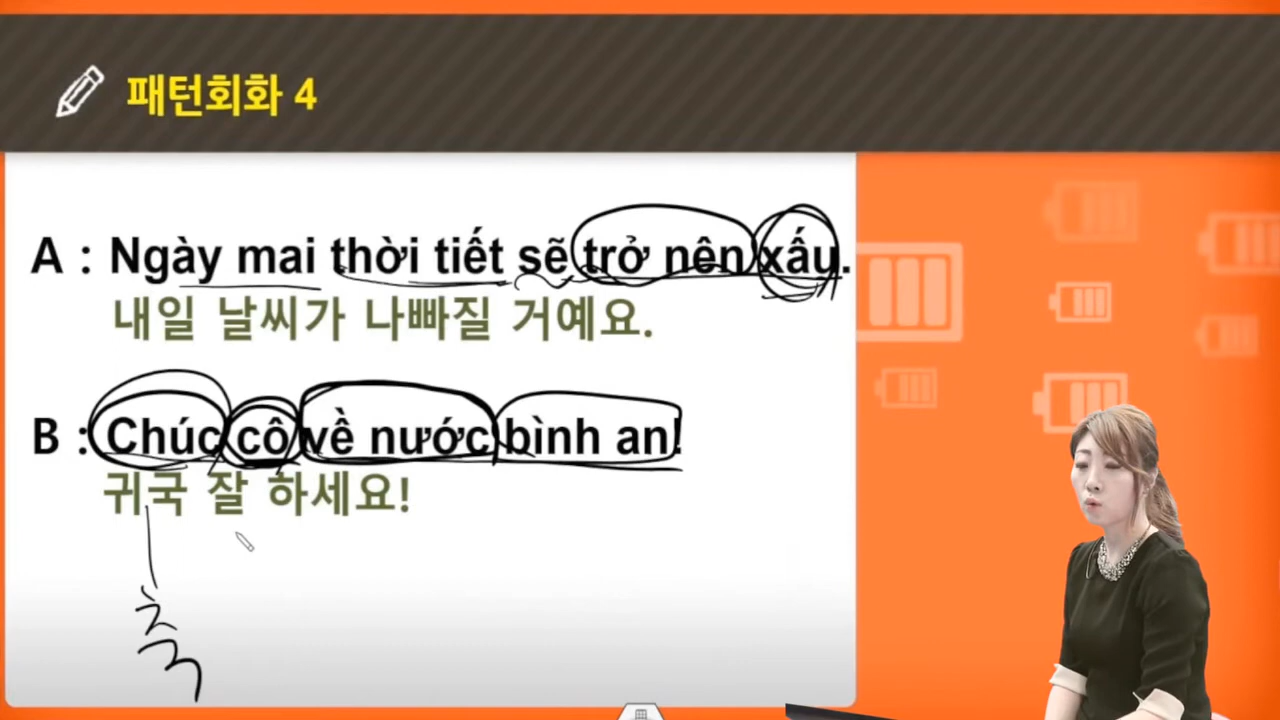 패턴회화 4
A : Ngày mai thời tiết sẽ trở nên xấu.
내일 날씨가 나빠질 거예요.
B : Chúc cô về nước bình an!
귀국 잘 하세요!
축